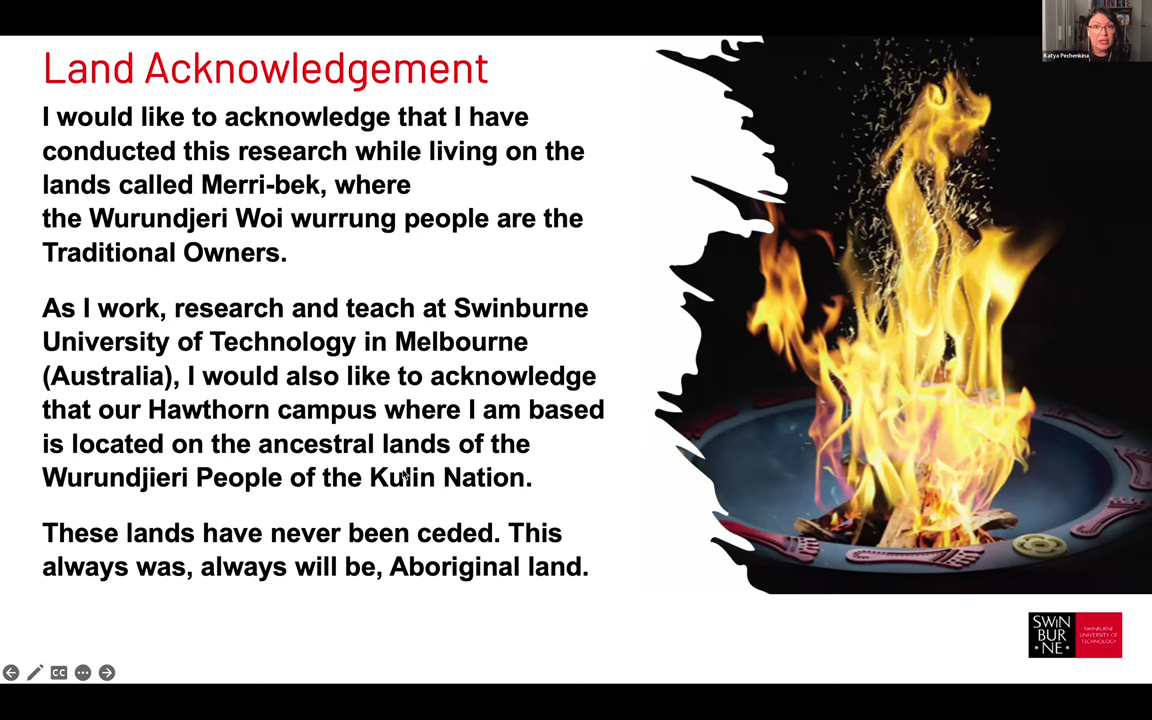 Katya Pechenkina
Land Acknowledgement
I would like to acknowledge that I have
conducted this research while living on the
lands called Merri-bek, where
the Wurundjeri Woi wurrung people are the
Traditional Owners.
As I work, research and teach at Swinburne
University of Technology in Melbourne
(Australia), I would also like to acknowledge
that our Hawthorn campus where I am based
is located on the ancestral lands of the
Wurundjieri People of the Kulin Nation.
These lands have never been ceded. This
always was, always will be, Aboriginal land.
SWIN
BUR
NE
SWINBURNE
UNIVERSITY OF
TECHNOLOGY
CC